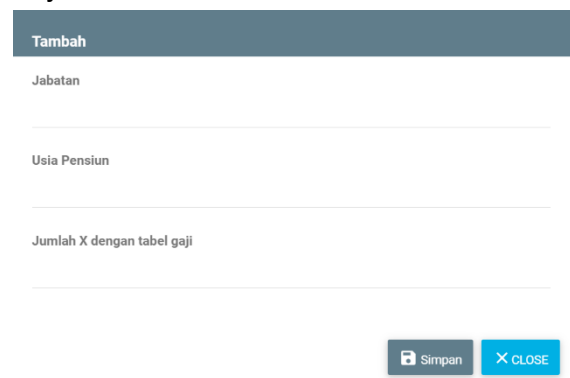 Tambah
Jabatan
Usia Pensiun
Jumlah X dengan tabel gaji
Simpan CLOSE